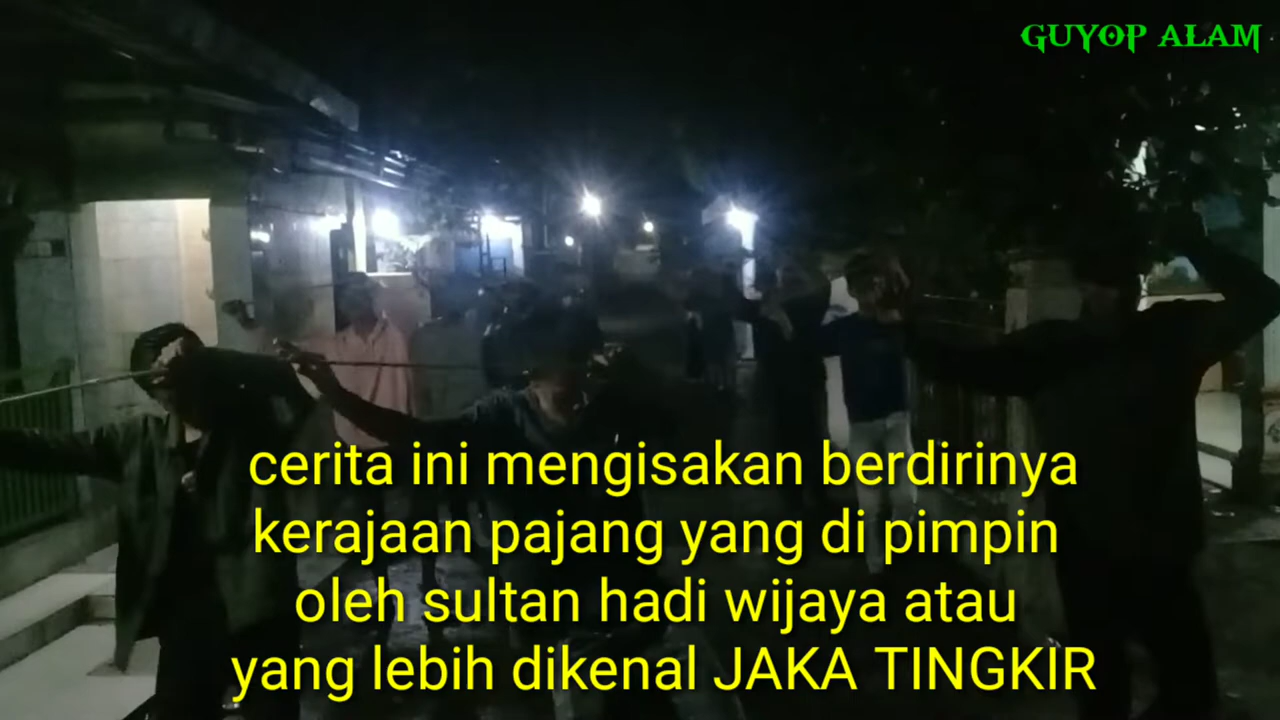 GUYOP ALAM
cerita ini mengisakan berdirinya
kerajaan pajang yang di pimpin
oleh sultan hadi wijaya atau
yang lebih dikenal JAKA TINGKIR